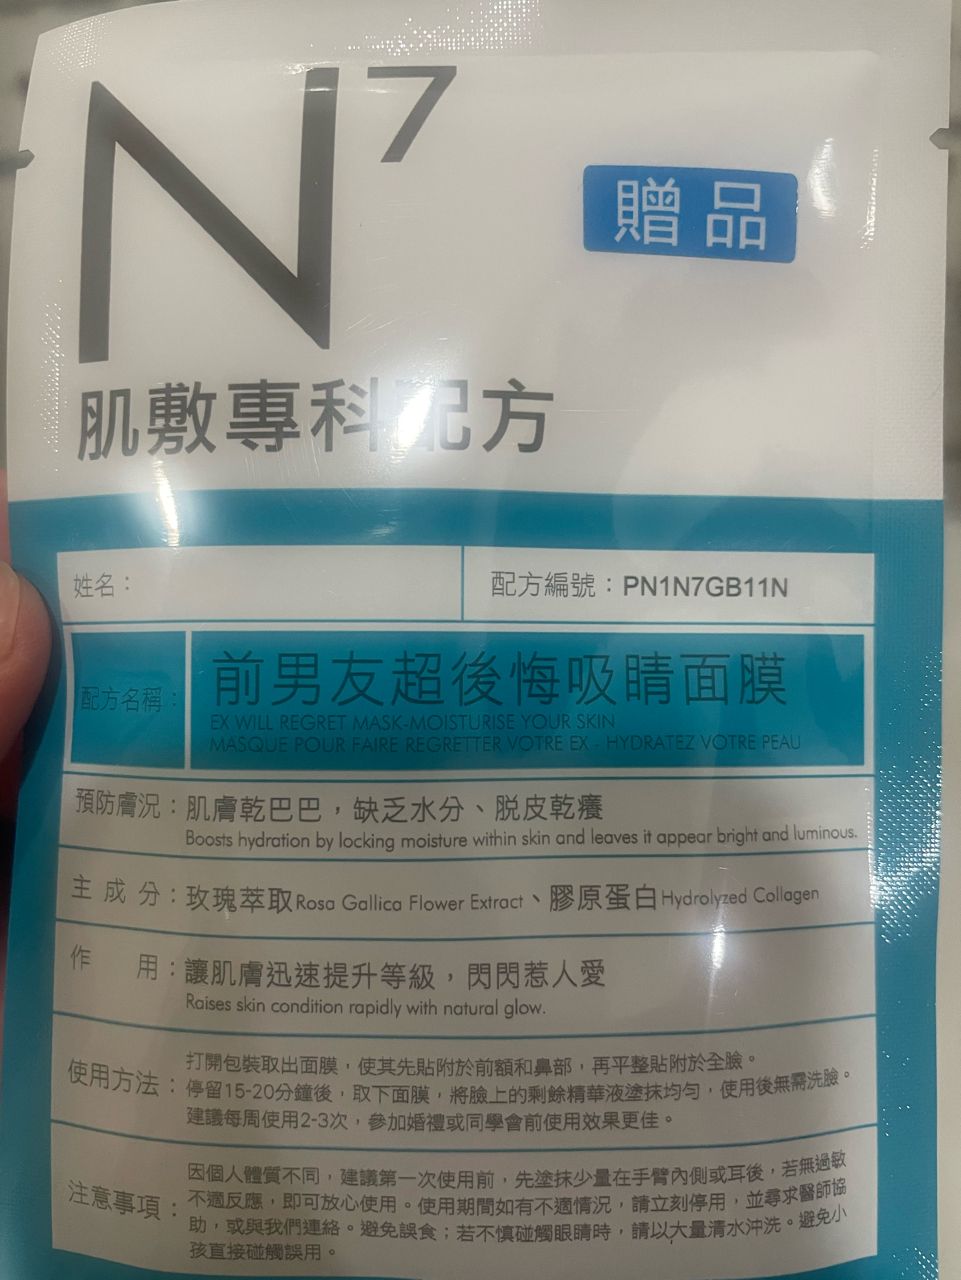 N7
贈品
肌敷專科配方
姓名：
配方編號：PN1N7GB11N
配方名稱：
前男友超後悔吸睛面膜
EX WILL REGRET MASK-MOISTURISE YOUR SKIN
MASQUE POUR FAIRE REGRETTER VOTRE EX - HYDRATEZ VOTRE PEAU
預防膚況：肌膚乾巴巴，缺乏水分、脫皮乾癢
Boosts hydration by locking moisture within skin and leaves it appear bright and luminous.
主成分：玫瑰萃取Rosa Gallica Flower Extract、膠原蛋白Hydrolyzed Collagen
作用：讓肌膚迅速提升等級，閃閃惹人愛
Raises skin condition rapidly with natural glow.
使用方法：
打開包裝取出面膜，使其先貼附於前額和鼻部，再平整貼附於全臉。
停留15-20分鐘後，取下面膜，將臉上的剩餘精華液塗抹均勻，使用後無需洗臉。
建議每周使用2-3次，參加婚禮或同學會前使用效果更佳。
注意事項：
因個人體質不同，建議第一次使用前，先塗抹少量在手臂內側或耳後，若無過敏
不適反應，即可放心使用。使用期間如有不適情況，請立刻停用，並尋求醫師協
助，或與我們連絡。避免誤食；若不慎碰觸眼睛時，請以大量清水沖洗。避免小
孩直接碰觸誤用。